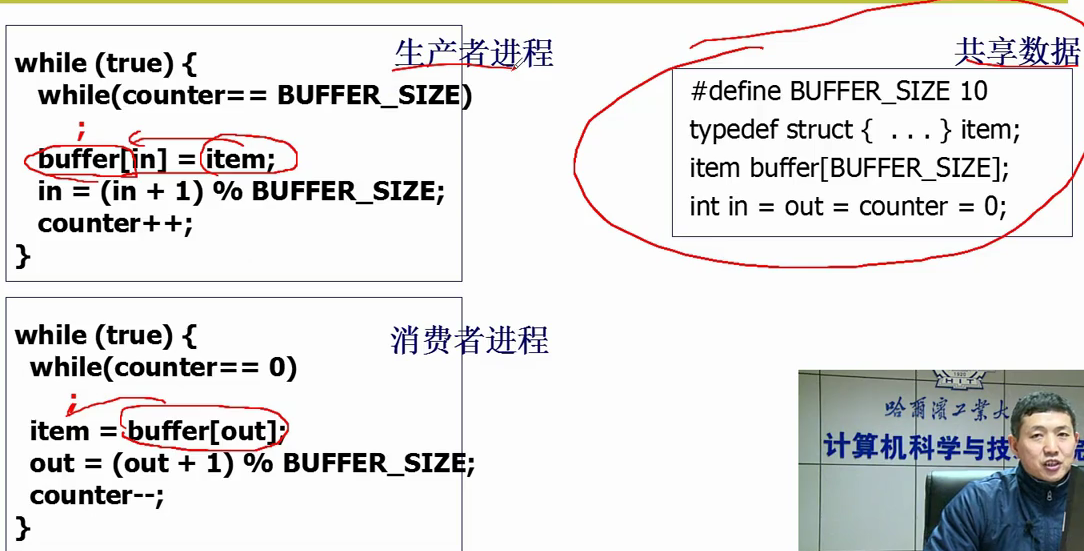 生产者进程
while (true) {
while(counter== BUFFER_SIZE)
;
buffer[in] = item;
in = (in + 1) % BUFFER_SIZE;
counter++;
}
共享数据
#define BUFFER_SIZE 10
typedef struct { ... } item;
item buffer[BUFFER_SIZE];
int in = out = counter = 0;
消费者进程
while (true) {
while(counter== 0)
;
item = buffer[out];
out = (out + 1) % BUFFER_SIZE;
counter--;
}
1920
HIT
哈爾濱工業大
计算机科学与技